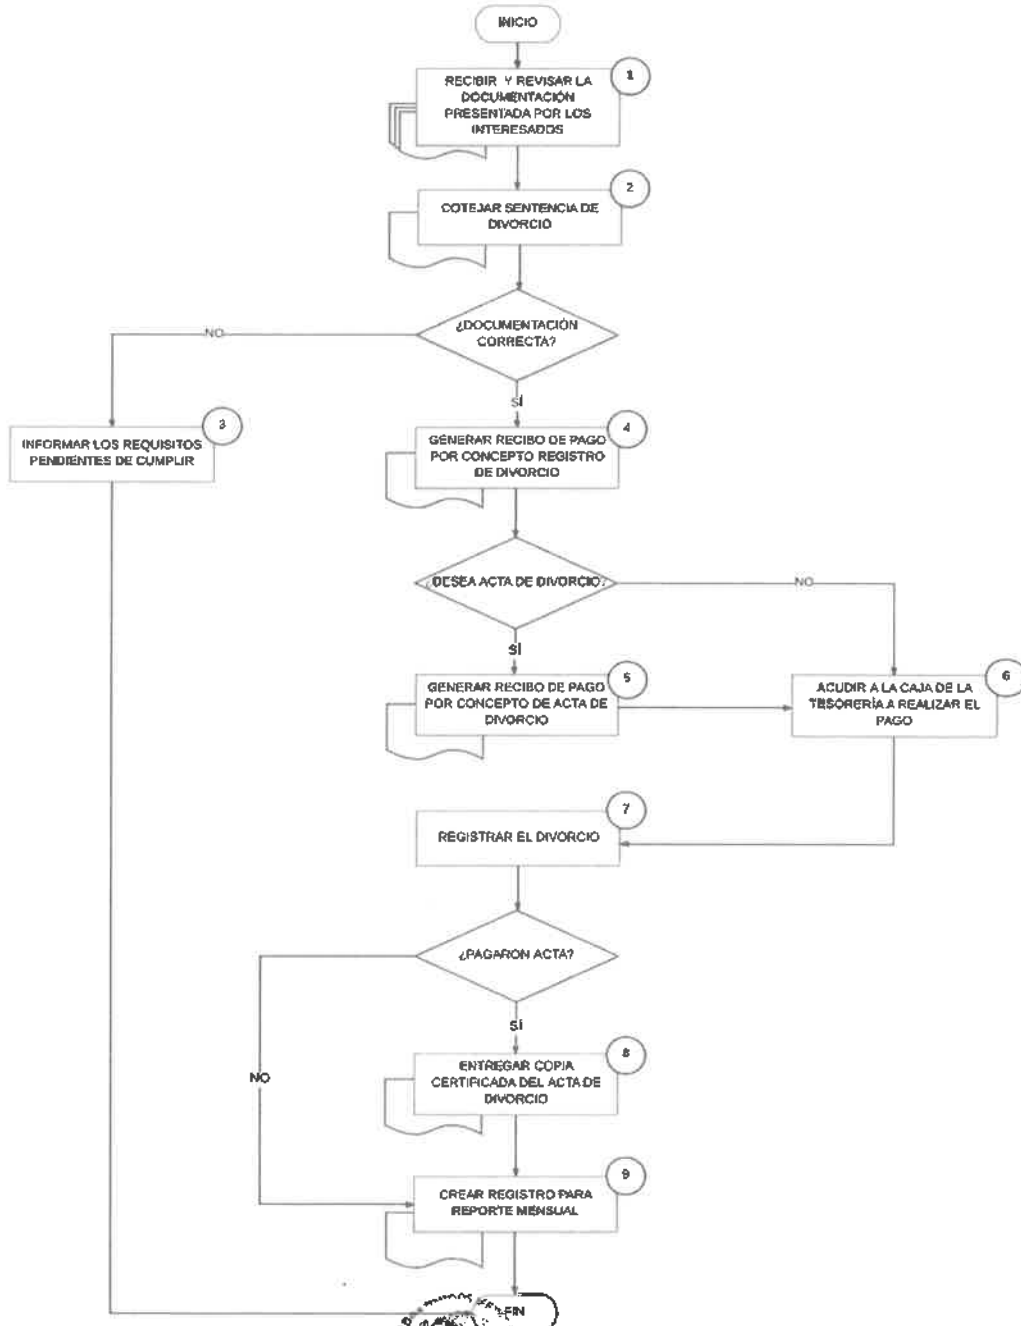 INICIO
1
RECIBIR Y REVISAR LA
DOCUMENTACIÓN
PRESENTADA POR LOS
INTERESADOS
2
COTEJAR SENTENCIA DE
DIVORCIO
¿DOCUMENTACIÓN
CORRECTA?
NO
SÍ
3
INFORMAR LOS REQUISITOS
PENDIENTES DE CUMPLIR
4
GENERAR RECIBO DE PAGO
POR CONCEPTO REGISTRO
DE DIVORCIO
¿DESEA ACTA DE DIVORCIO?
NO
SÍ
5
GENERAR RECIBO DE PAGO
POR CONCEPTO DE ACTA DE
DIVORCIO
6
ACUDIR A LA CAJA DE LA
TESORERÍA A REALIZAR EL
PAGO
7
REGISTRAR EL DIVORCIO
¿PAGARON ACTA?
SÍ
NO
8
ENTREGAR COPIA
CERTIFICADA DEL ACTA DE
DIVORCIO
9
CREAR REGISTRO PARA
REPORTE MENSUAL
FIN